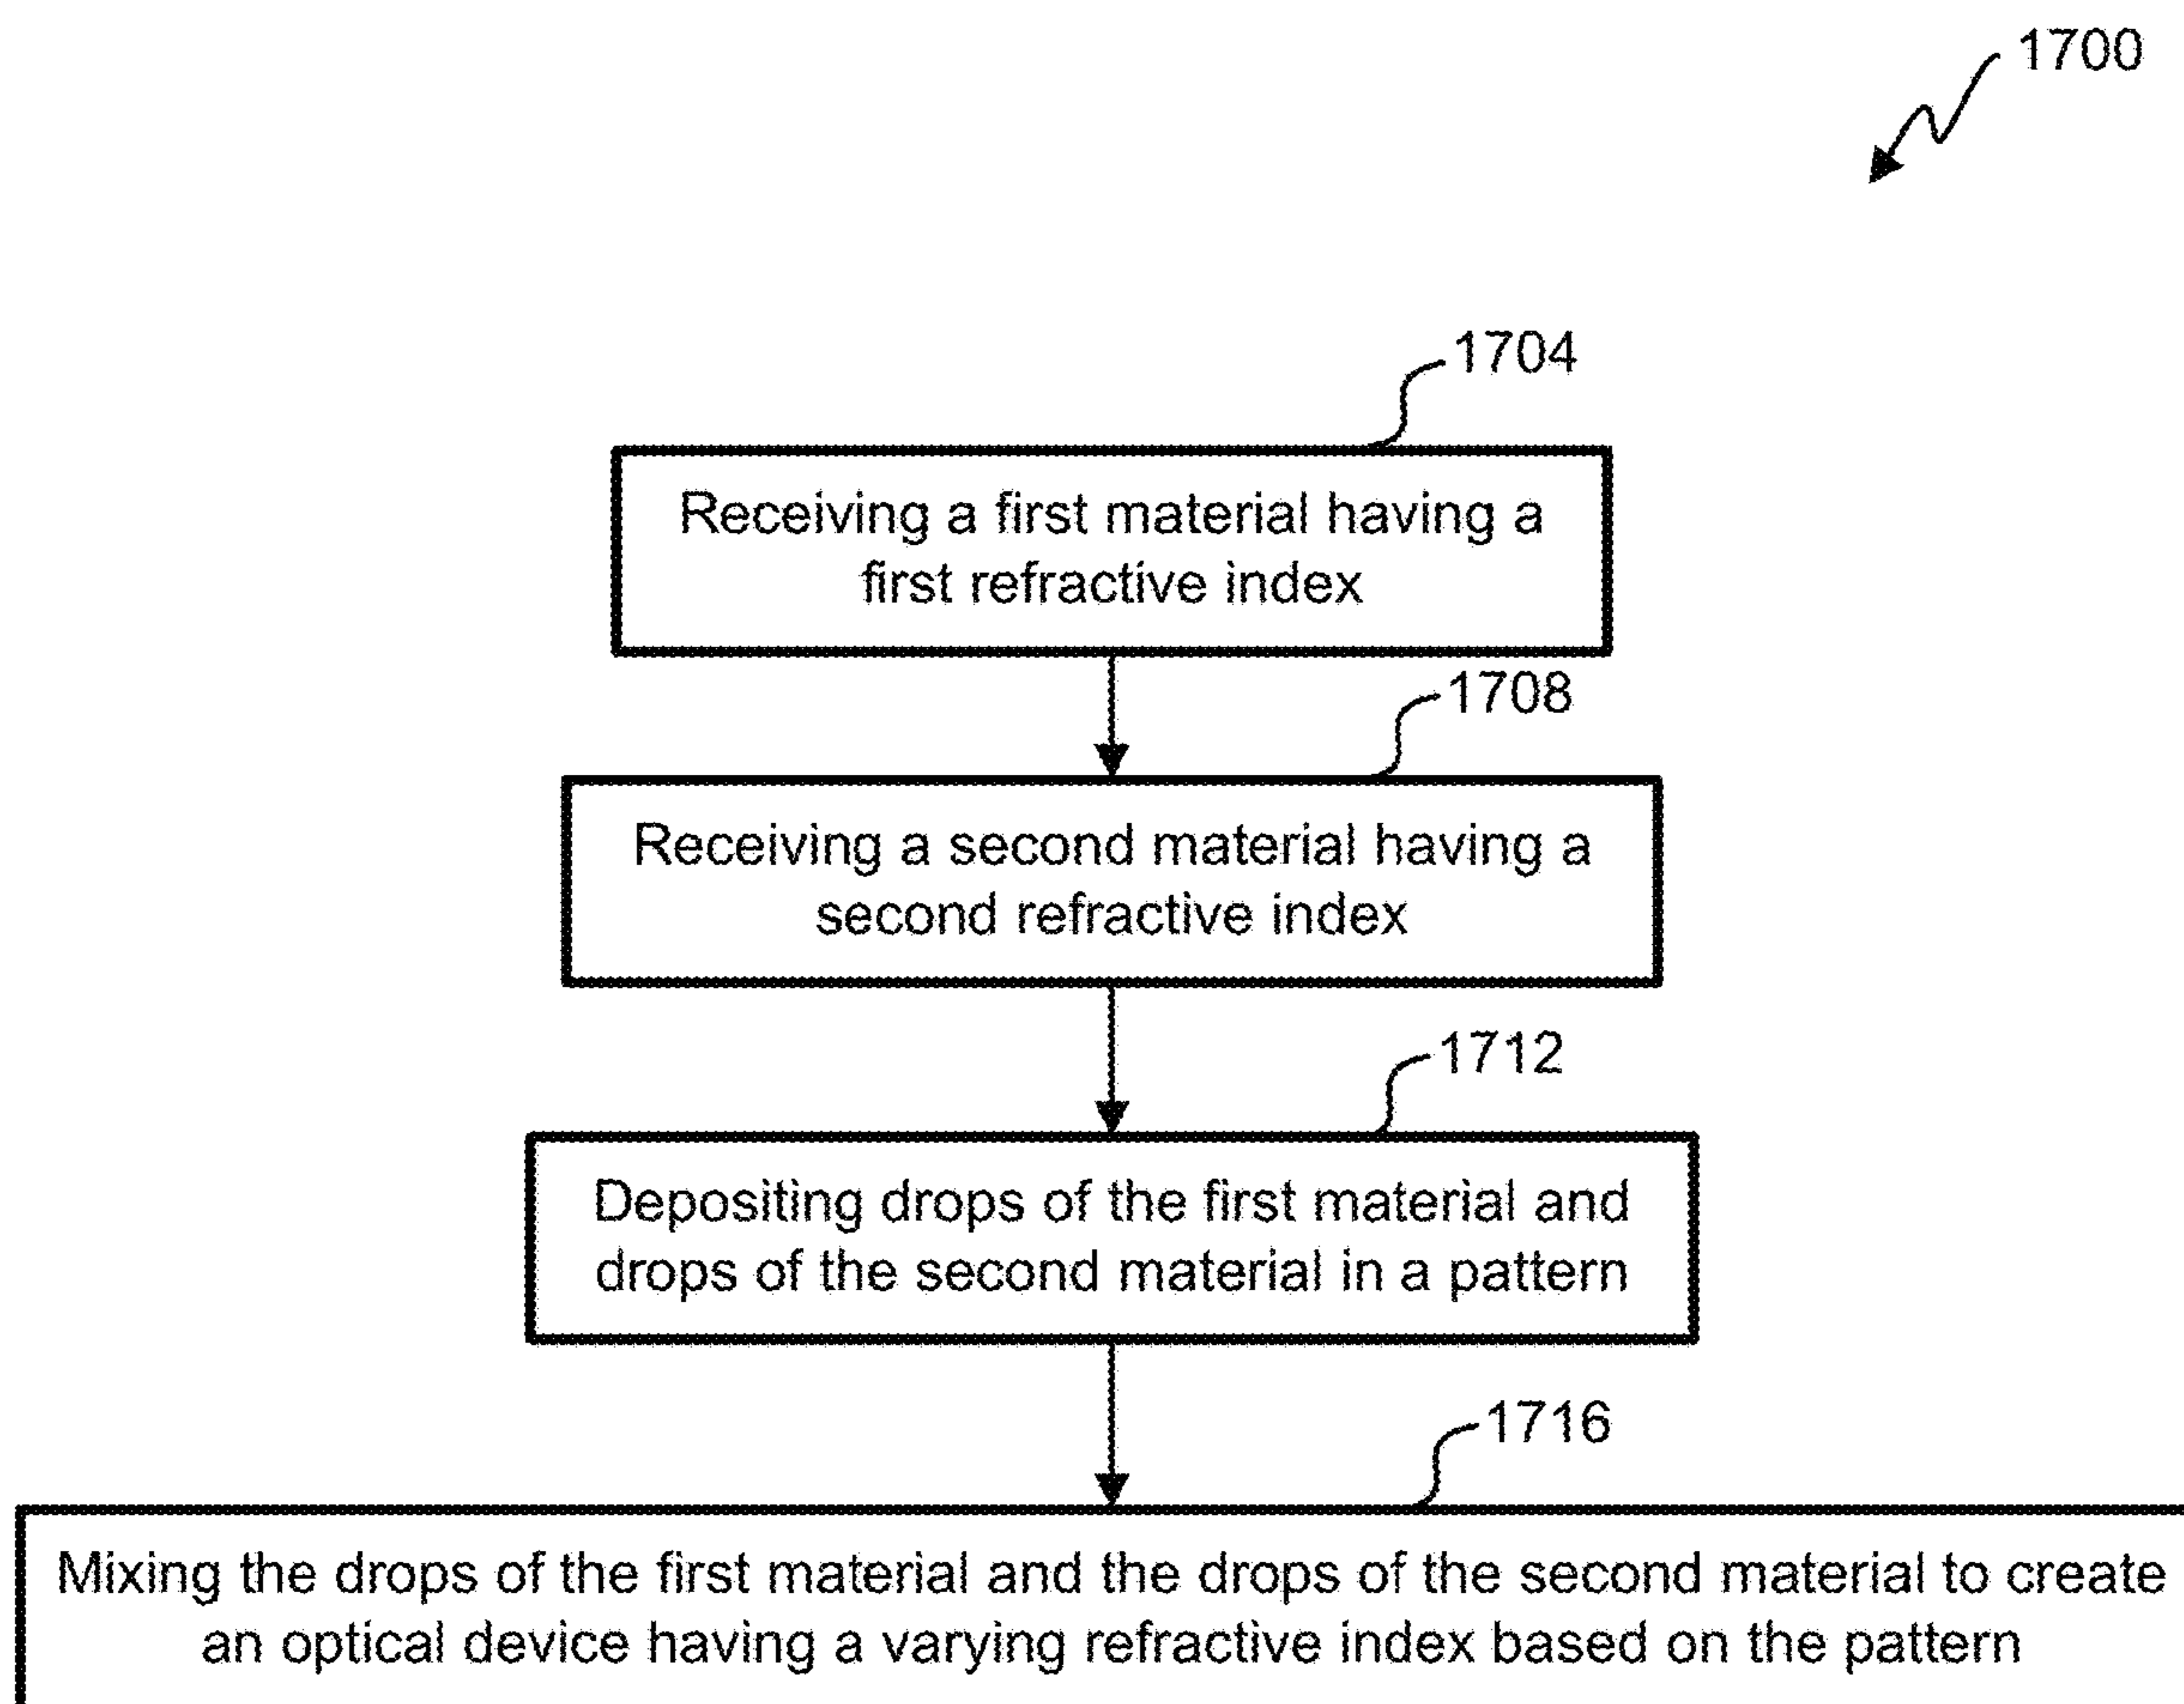 1700
1704
Receiving a first material having a
first refractive index
1708
Receiving a second material having a
second refractive index
1712
Depositing drops of the first material and
drops of the second material in a pattern
1716
Mixing the drops of the first material and the drops of the second material to create
an optical device having a varying refractive index based on the pattern